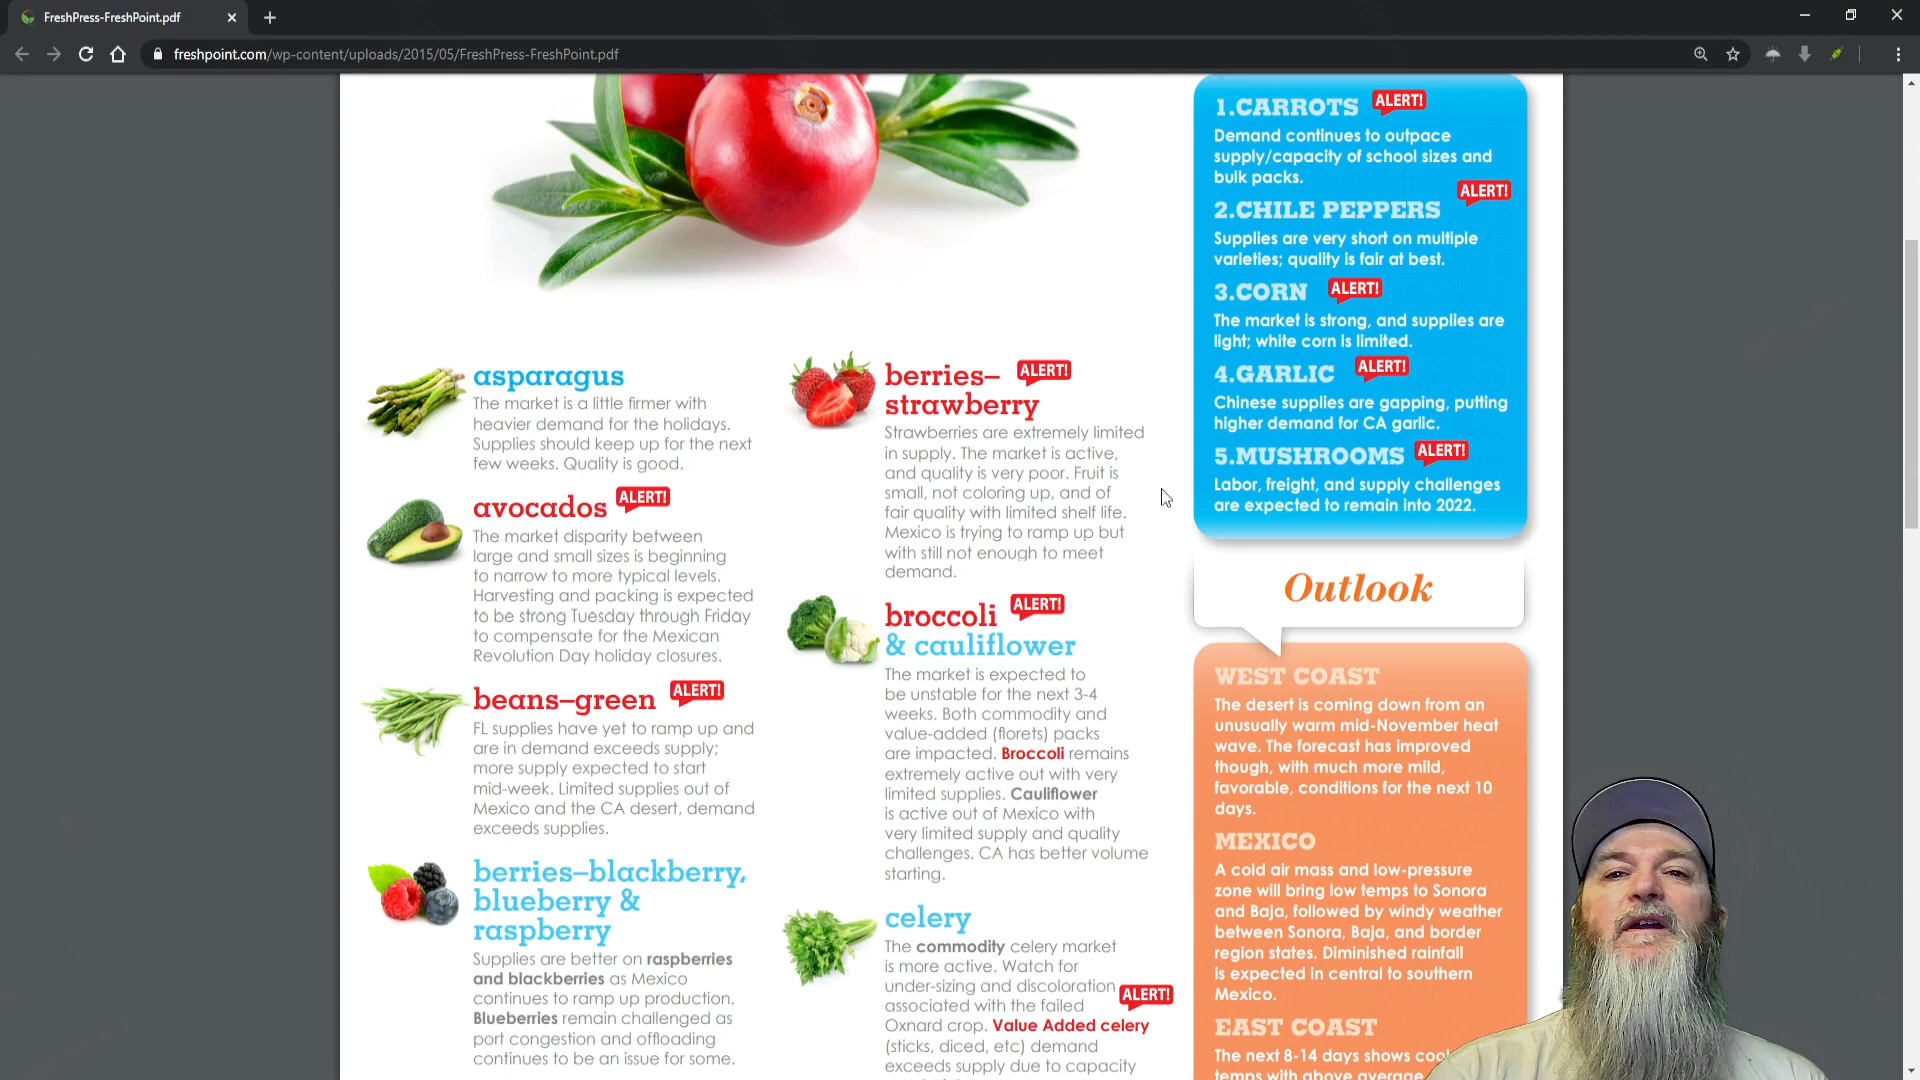 FreshPress-FreshPoint.pdf
freshpoint.com/wp-content/uploads/2015/05/FreshPress-FreshPoint.pdf
asparagus
The market is a little firmer with
heavier demand for the holidays.
Supplies should keep up for the next
few weeks. Quality is good.
avocados ALERT!
The market disparity between
large and small sizes is beginning
to narrow to more typical levels.
Harvesting and packing is expected
to be strong Tuesday through Friday
to compensate for the Mexican
Revolution Day holiday closures.
beans–green ALERT!
FL supplies have yet to ramp up and
are in demand exceeds supply;
more supply expected to start
mid-week. Limited supplies out of
Mexico and the CA desert, demand
exceeds supplies.
berries–blackberry,
blueberry &
raspberry
Supplies are better on raspberries
and blackberries as Mexico
continues to ramp up production.
Blueberries remain challenged as
port congestion and offloading
continues to be an issue for some.
berries– ALERT!
strawberry
Strawberries are extremely limited
in supply. The market is active,
and quality is very poor. Fruit is
small, not coloring up, and of
fair quality with limited shelf life.
Mexico is trying to ramp up but
with still not enough to meet
demand.
broccoli ALERT!
& cauliflower
The market is expected to
be unstable for the next 3-4
weeks. Both commodity and
value-added (florets) packs
are impacted. Broccoli remains
extremely active out with very
limited supplies. Cauliflower
is active out of Mexico with
very limited supply and quality
challenges. CA has better volume
starting.
celery
The commodity celery market
is more active. Watch for
under-sizing and discoloration
associated with the failed ALERT!
Oxnard crop. Value Added celery
(sticks, diced, etc) demand
exceeds supply due to capacity
1.CARROTS ALERT!
Demand continues to outpace
supply/capacity of school sizes and
bulk packs.
2.CHILE PEPPERS ALERT!
Supplies are very short on multiple
varieties; quality is fair at best.
3.CORN ALERT!
The market is strong, and supplies are
light; white corn is limited.
4.GARLIC ALERT!
Chinese supplies are gapping, putting
higher demand for CA garlic.
5.MUSHROOMS ALERT!
Labor, freight, and supply challenges
are expected to remain into 2022.
Outlook
WEST COAST
The desert is coming down from an
unusually warm mid-November heat
wave. The forecast has improved
though, with much more mild,
favorable, conditions for the next 10
days.
MEXICO
A cold air mass and low-pressure
zone will bring low temps to Sonora
and Baja, followed by windy weather
between Sonora, Baja, and border
region states. Diminished rainfall
is expected in central to southern
Mexico.
EAST COAST
The next 8-14 days shows cool
temps with above average